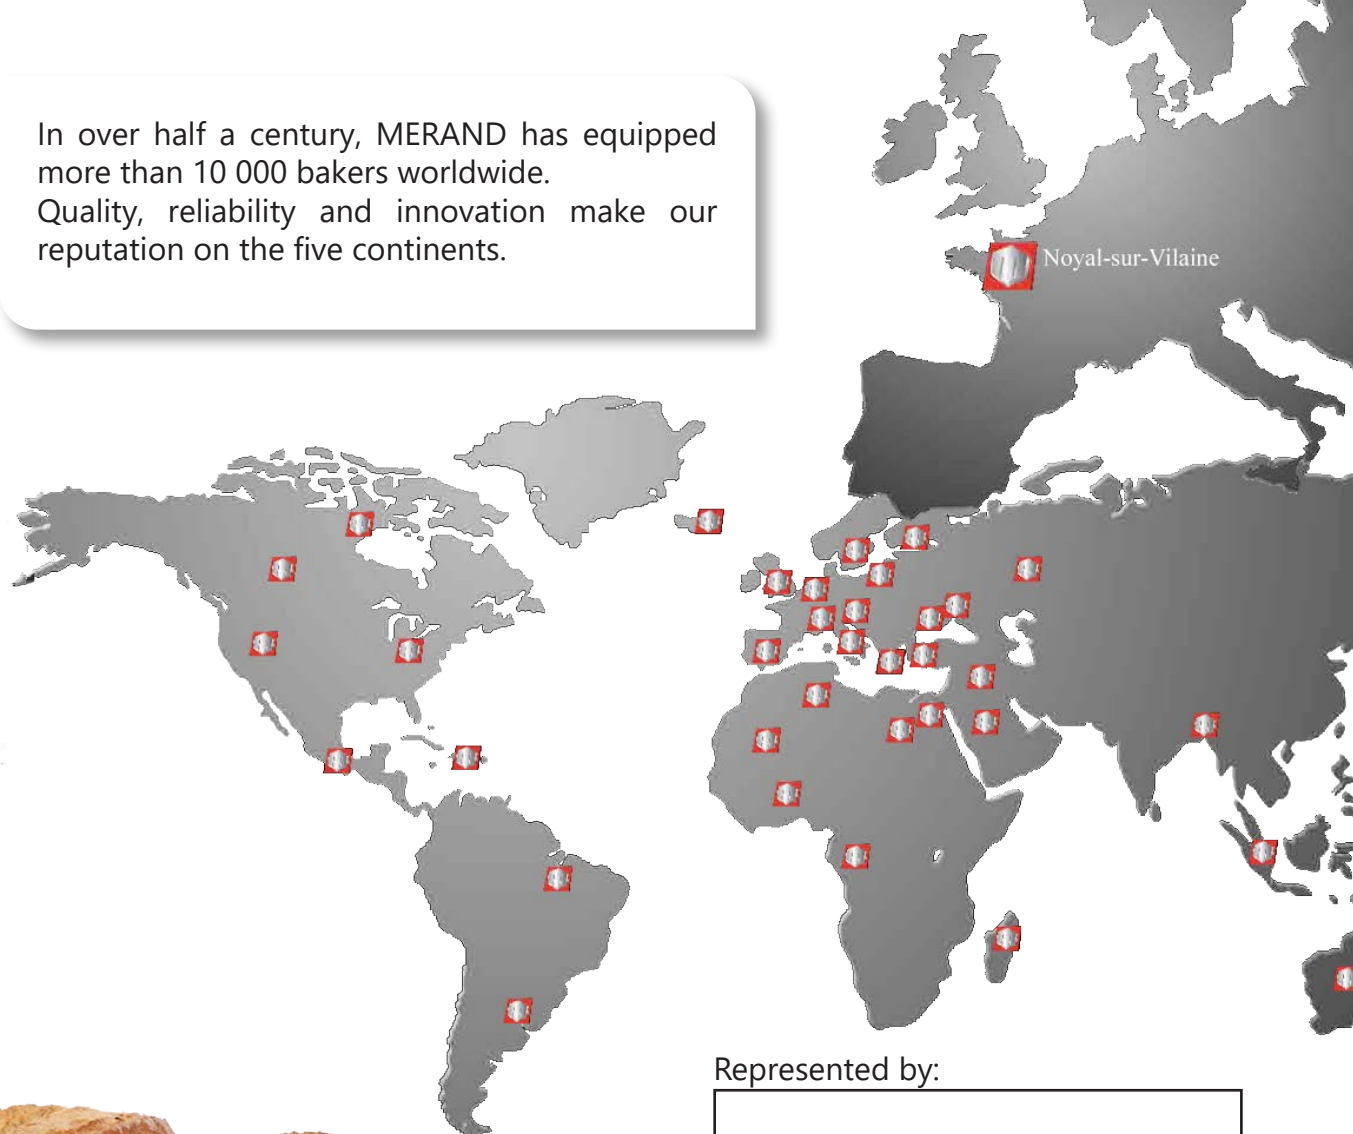 In over half a century, MERAND has equipped
more than 10 000 bakers worldwide.
Quality, reliability and innovation make our
reputation on the five continents.
Noyal-sur-Vilaine
Represented by: